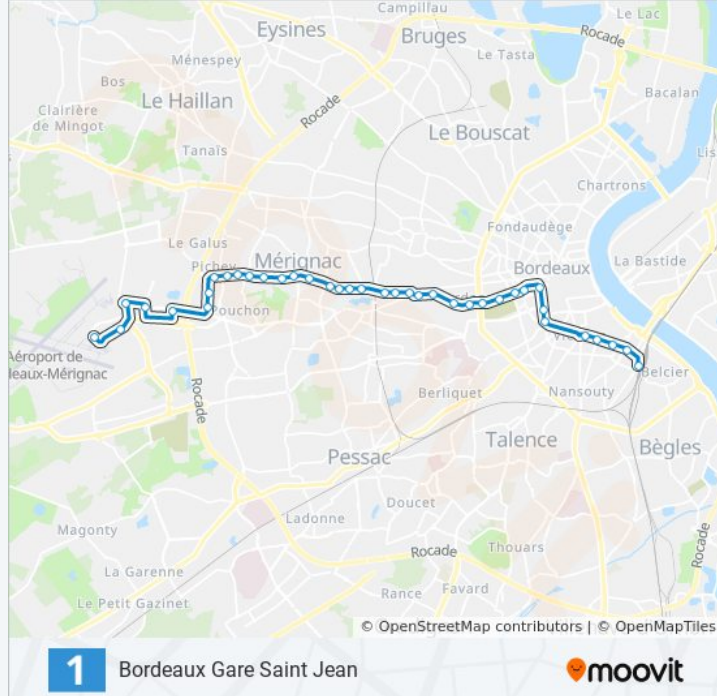 Campillau
Le Lac
Eysines
Bruges
Rocade
Le Tasta
Ménespey
Bos
Bacalan
Le Haillan
Rocade
Clairière
de Mingot
Le Bouscat
Tanaïs
Chartrons
Fondaudège
Le Galus
Pichey
Mérignac
Bordeaux
La Bastide
Pouchon
Aéroport de
deaux-Mérignac
Belcier
Rocade
Berliquet
Nansouty
Talence
Bègles
Pessac
Doucet
Ladonne
Magonty
Rocade
Thouars
Rocade
La Garenne
Rance
Favard
Le Petit Gazinet
© OpenStreetMap contributors | © OpenMapTiles
1 Bordeaux Gare Saint Jean moovit